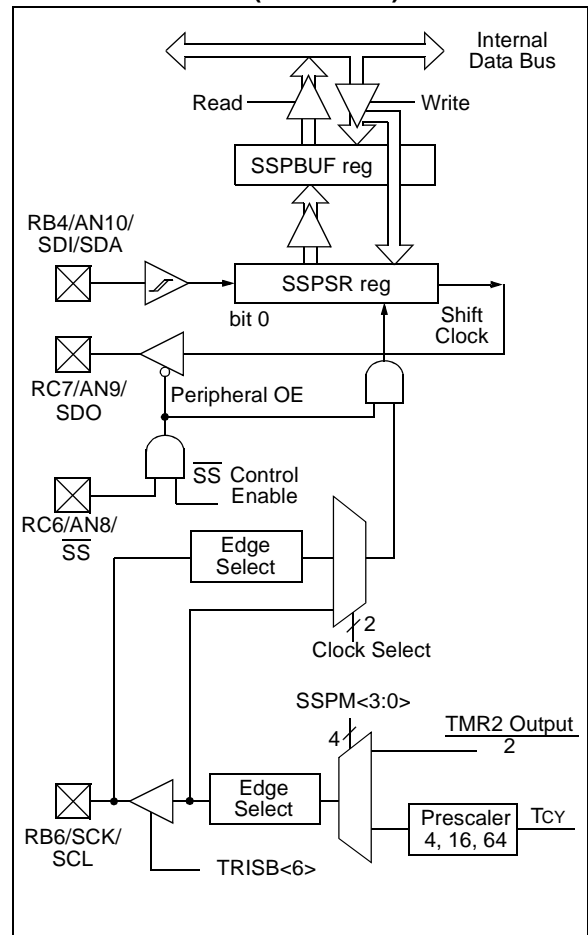 Internal
Data Bus
Read
Write
SSPBUF reg
RB4/AN10/
SDI/SDA
SSPSR reg
bit 0
Shift
Clock
RC7/AN9/
SDO
Peripheral OE
SS Control
Enable
RC6/AN8/
SS
Edge
Select
2
Clock Select
SSPM<3:0>
4
TMR2 Output
2
Edge
Select
Prescaler
4, 16, 64
TCY
RB6/SCK/
SCL
TRISB<6>